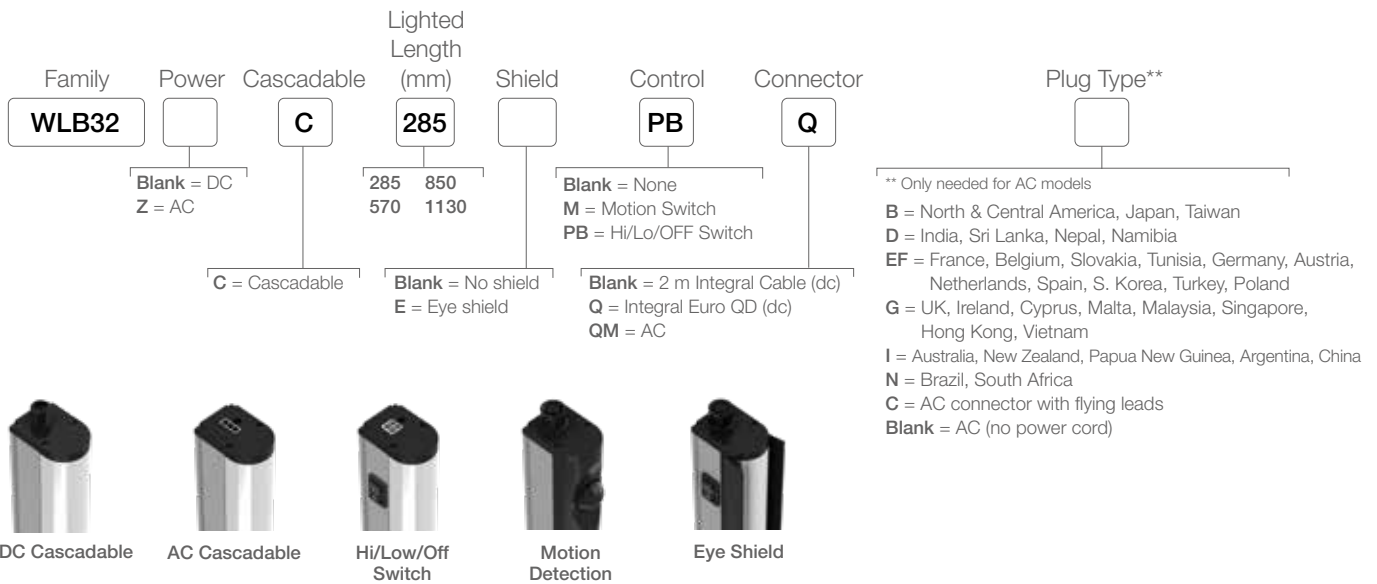 Family
Power
Cascadable
Lighted
Length
(mm)
Shield
Control
Connector
Plug Type**
WLB32
C
285
PB
Q
Blank = DC
Z = AC
C = Cascadable
285 850
570 1130
Blank = No shield
E = Eye shield
Blank = None
M = Motion Switch
PB = Hi/Lo/OFF Switch
Blank = 2 m Integral Cable (dc)
Q = Integral Euro QD (dc)
QM = AC
** Only needed for AC models
B = North & Central America, Japan, Taiwan
D = India, Sri Lanka, Nepal, Namibia
EF = France, Belgium, Slovakia, Tunisia, Germany, Austria,
Netherlands, Spain, S. Korea, Turkey, Poland
G = UK, Ireland, Cyprus, Malta, Malaysia, Singapore,
Hong Kong, Vietnam
I = Australia, New Zealand, Papua New Guinea, Argentina, China
N = Brazil, South Africa
C = AC connector with flying leads
Blank = AC (no power cord)
DC Cascadable
AC Cascadable
Hi/Low/Off
Switch
Motion
Detection
Eye Shield